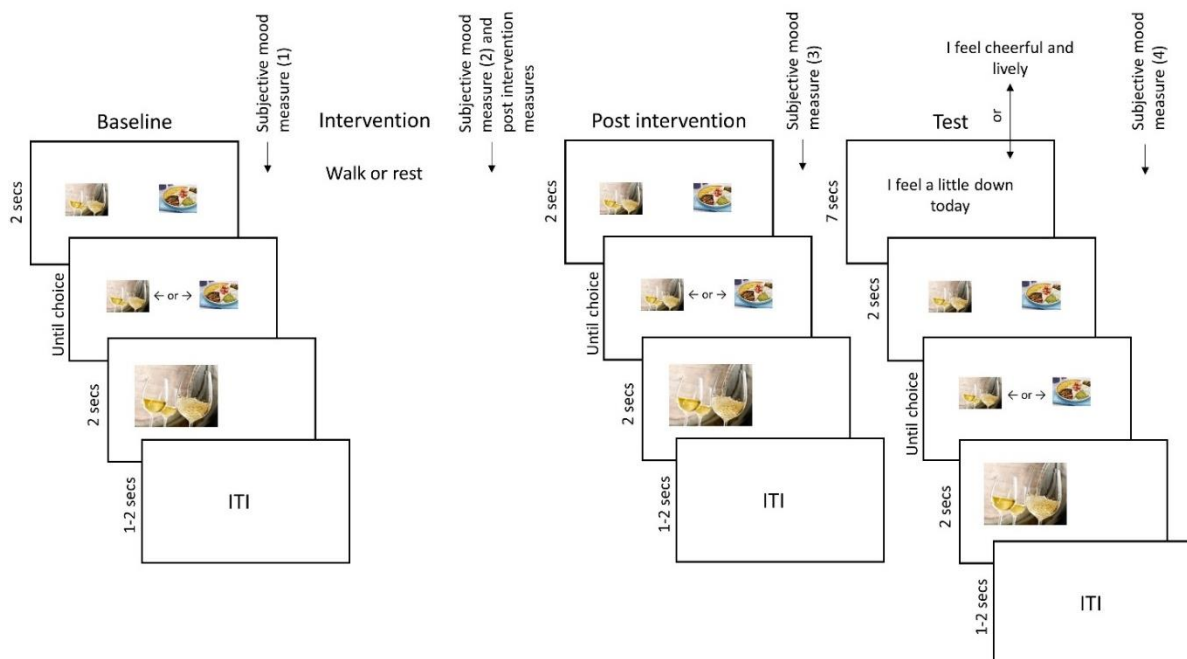 Baseline
2 secs
← or →
Until choice
2 secs
ITI
1-2 secs
Subjective mood
measure (1)
Intervention
Walk or rest
Subjective mood
measure (2) and
post intervention
measures
Post intervention
2 secs
← or →
Until choice
2 secs
ITI
1-2 secs
Subjective mood
measure (3)
I feel cheerful and
lively
or
Test
I feel a little down
today
7 secs
2 secs
← or →
Until choice
2 secs
ITI
1-2 secs
Subjective mood
measure (4)